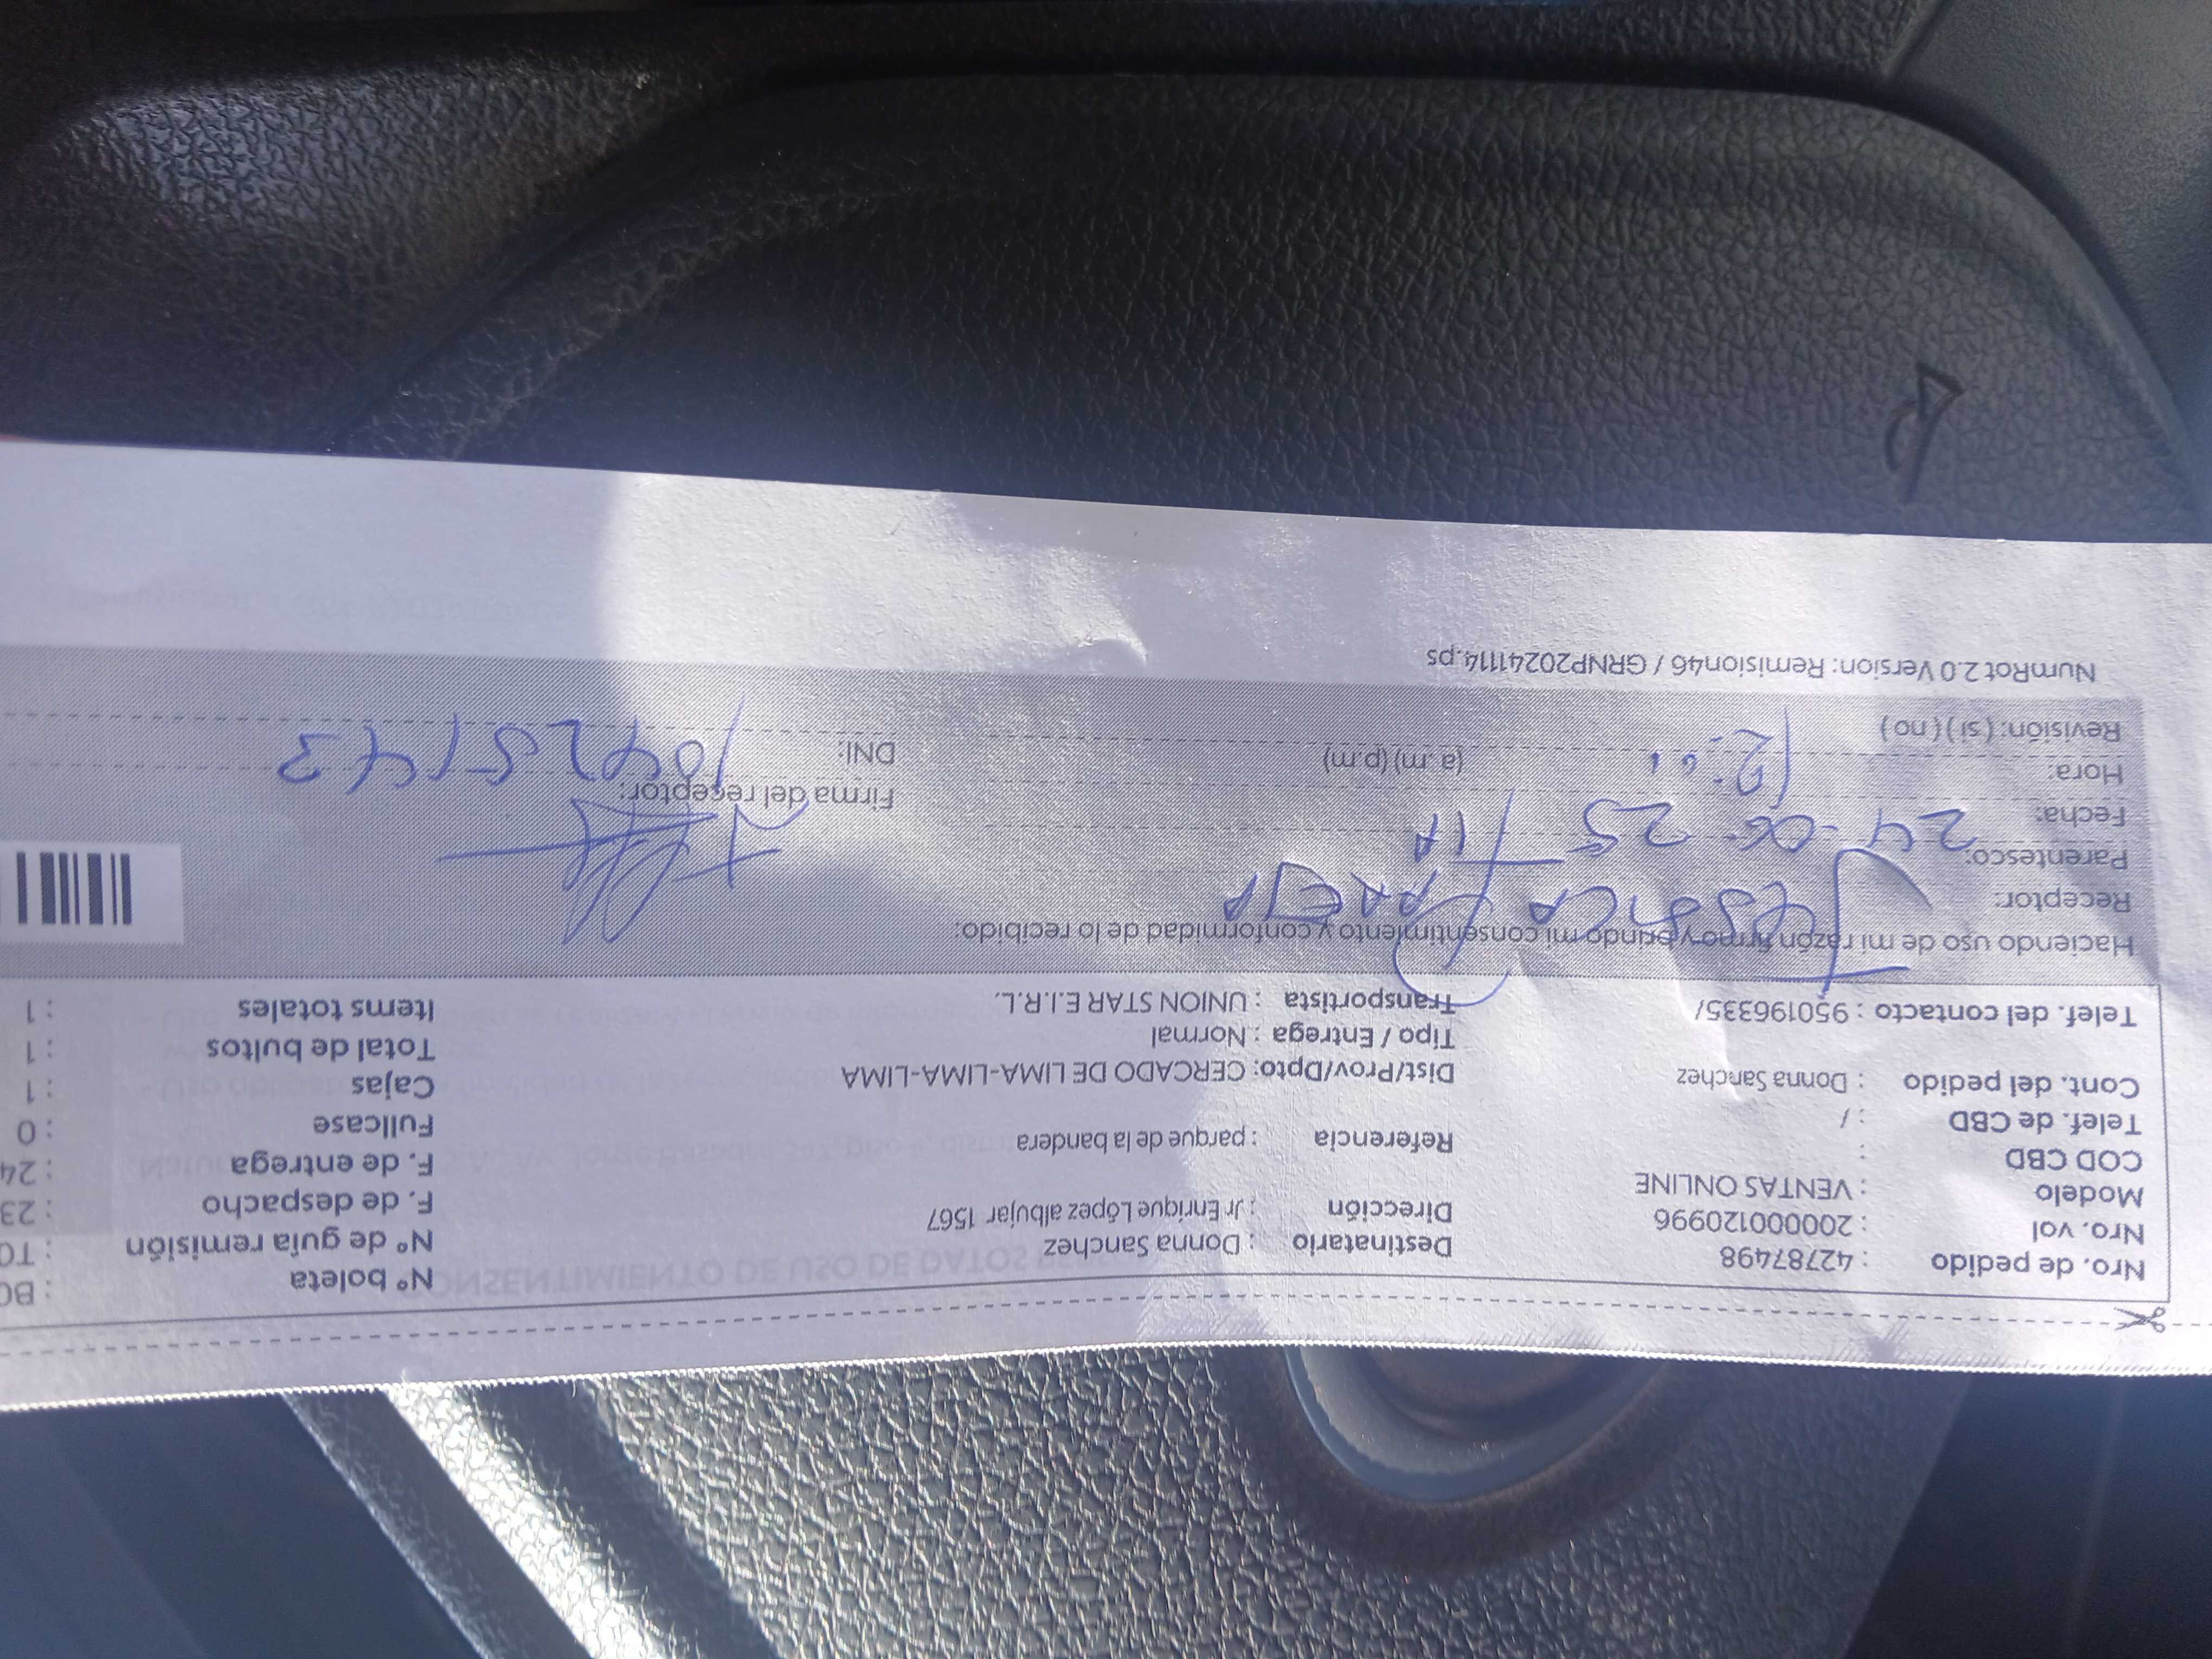 Nro. de pedido : 42787498 Destinatario : Donna Sanchez Nº boleta
Nro. vol : 200000120996 Dirección : Jr Enrique López albujar 1567 Nº de guía remisión
Modelo : VENTAS ONLINE F. de despacho : 23
COD CBD : Referencia : parque de la bandera F. de entrega : 24
Telef. de CBD : / Fullcase : 0
Cont. del pedido : Donna Sanchez Dist/Prov/Dpto: CERCADO DE LIMA-LIMA-LIMA Cajas : 1
Tipo / Entrega : Normal Total de bultos : 1
Telef. del contacto : 950196335/ Transportista : UNION STAR E.I.R.L. Items totales : 1
Haciendo uso de mi razón firmo y brindo mi consentimiento y conformidad de lo recibido:
Receptor: Jessica
Parentesco: TIA
Fecha: 24-06-25 Firma del receptor:
Hora: (a.m) (p.m) DNI: 10425143
Revisión: ( si ) ( no )
NumRot 2.0 Version: Remision46 / GRNP20241114.ps